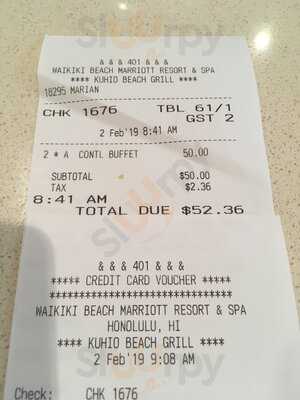 & & & 401 & & &
WAIKIKI BEACH MARRIOTT RESORT & SPA
**** KUHIO BEACH GRILL ****
18295 MARIAN
CHK 1676 TBL 61/1
GST 2
2 Feb'19 8:41 AM
2 * A CONTL BUFFET 50.00
SUBTOTAL $50.00
TAX $2.36
8:41 AM
TOTAL DUE $52.36
& & & 401 & & &
***** CREDIT CARD VOUCHER *****
*******************************
WAIKIKI BEACH MARRIOTT RESORT & SPA
HONOLULU, HI
**** KUHIO BEACH GRILL ****
2 Feb'19 9:08 AM
Check: CHK 1676